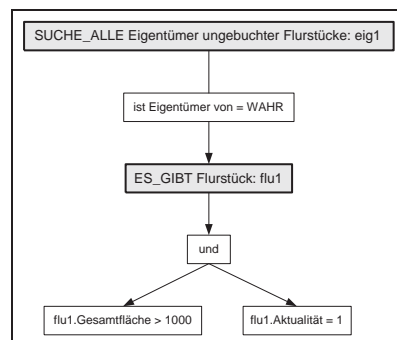 SUCHE_ALLE Eigentümer ungebuchter Flurstücke: eig1
ist Eigentümer von = WAHR
ES_GIBT Flurstück: flu1
und
flu1.Gesamtfläche > 1000
flu1.Aktualität = 1